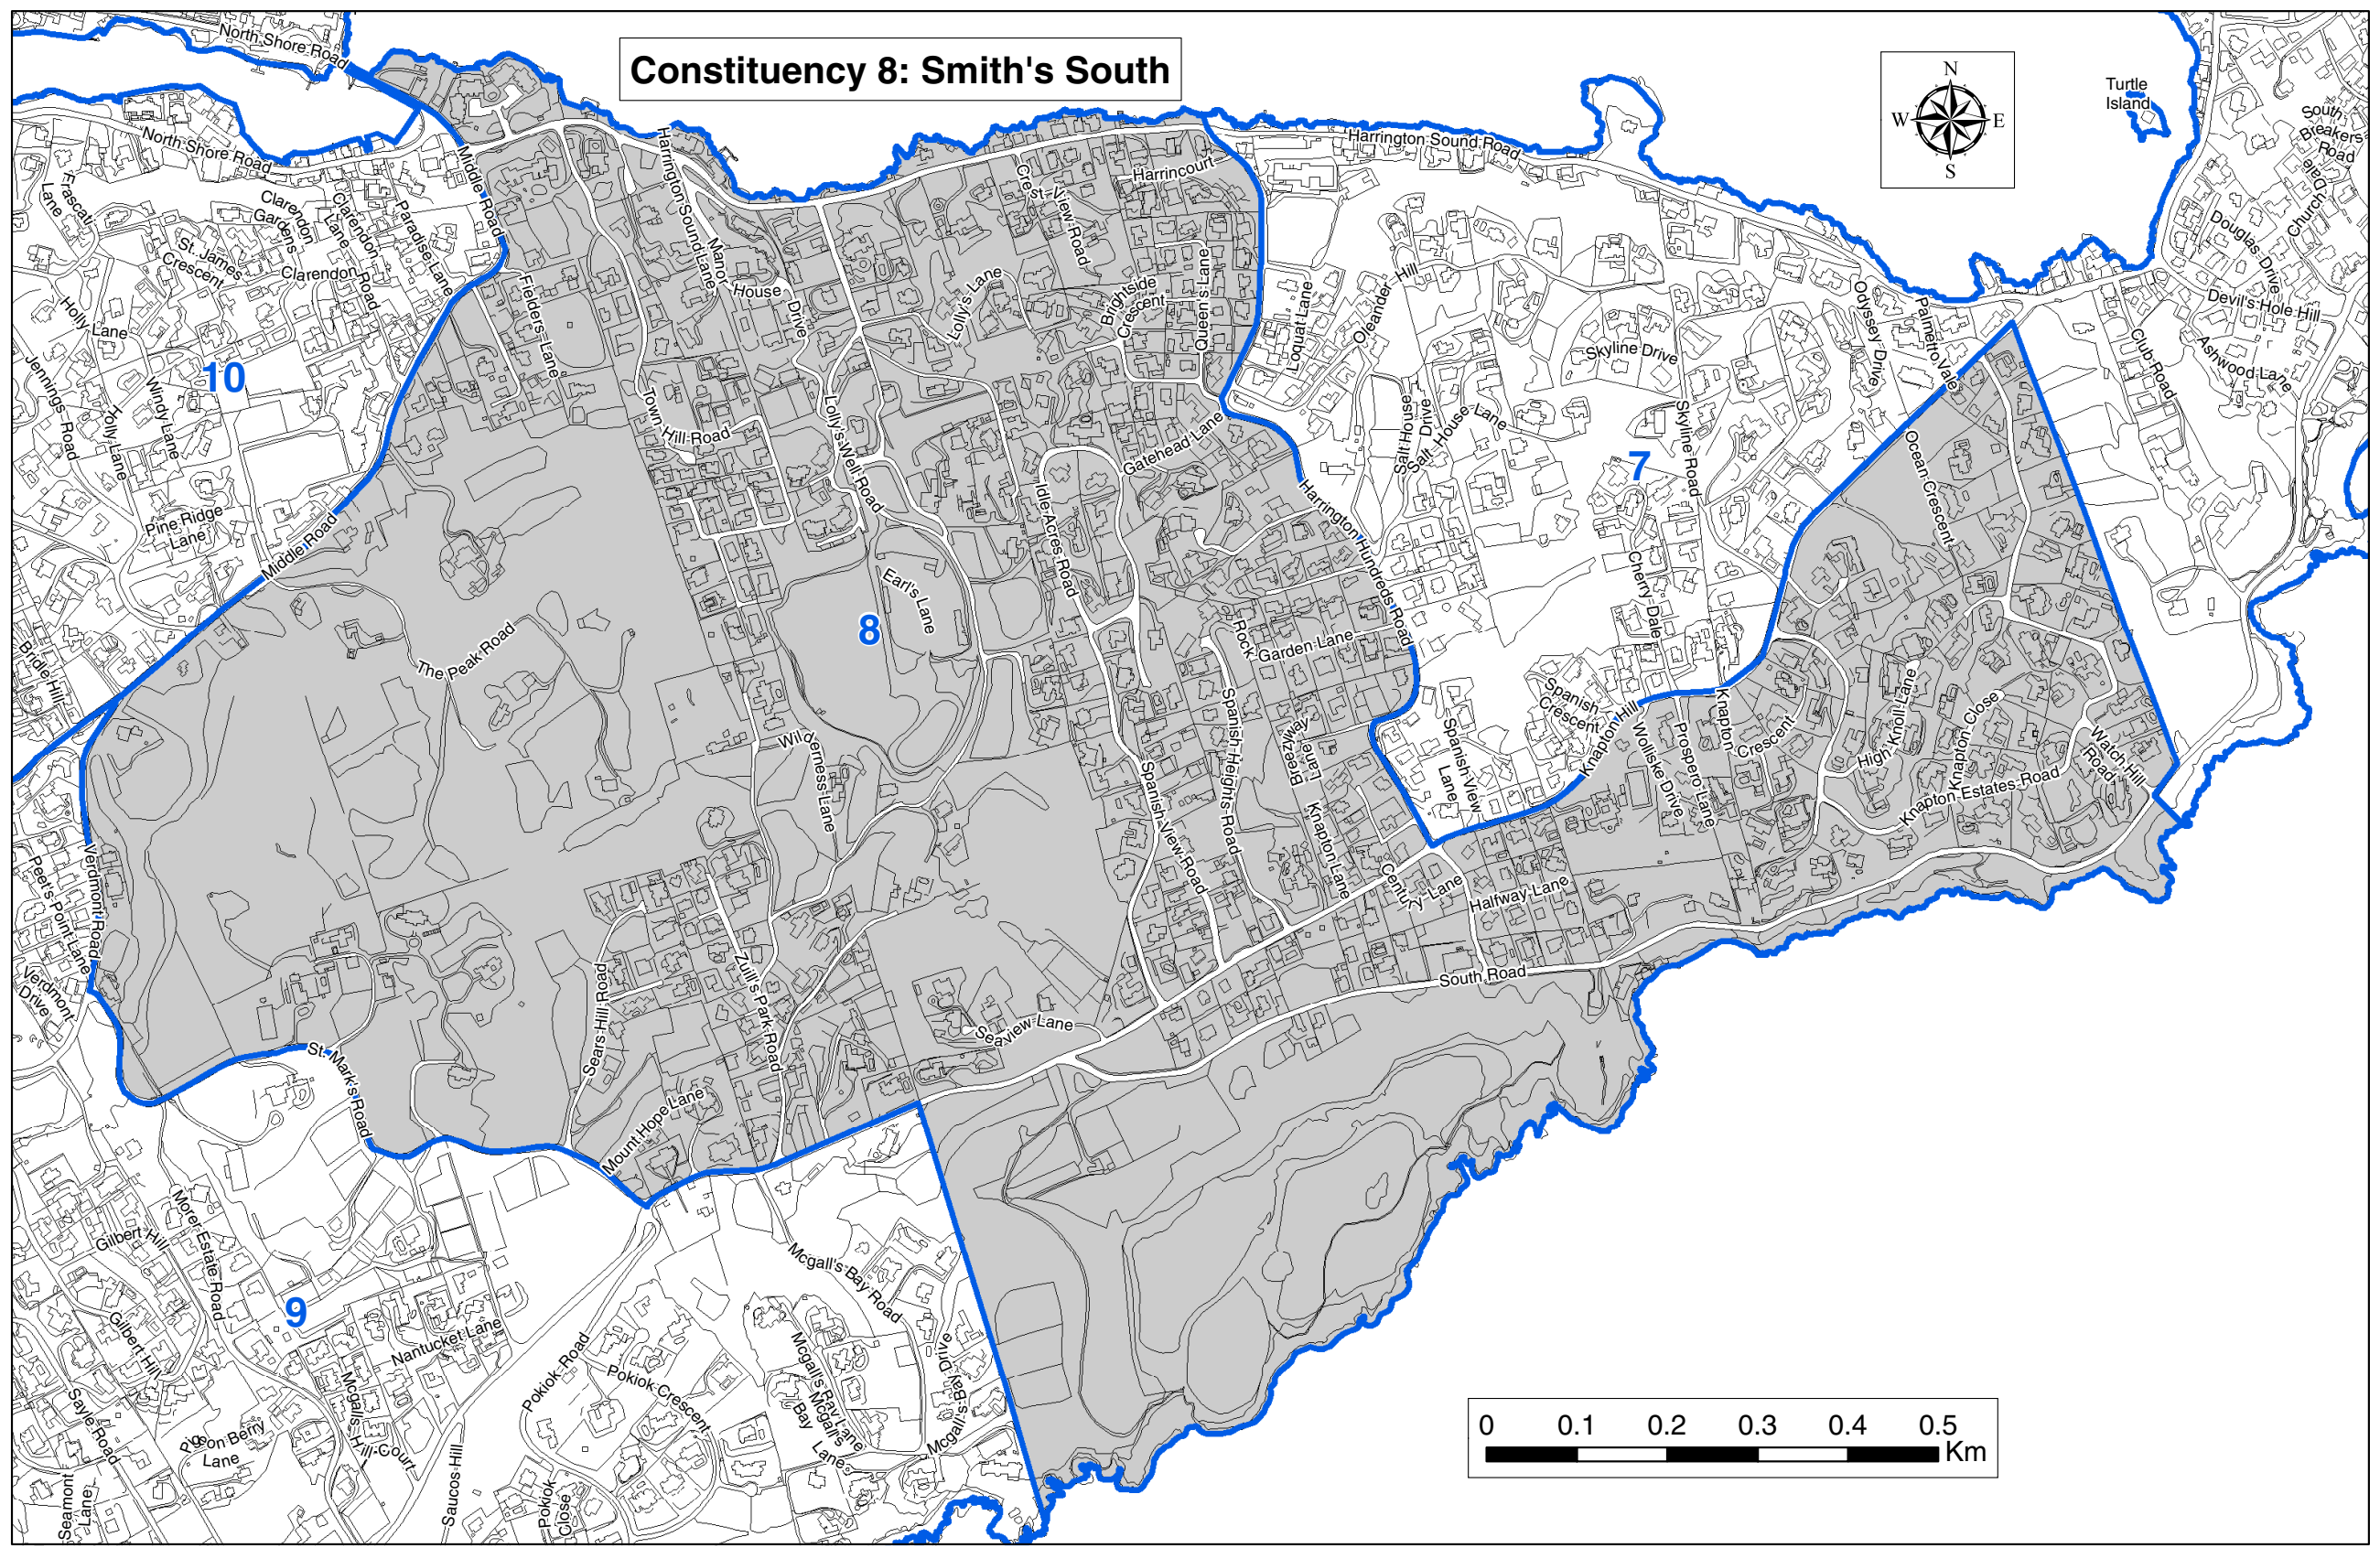 Constituency 8: Smith's South
North Shore Road
North Shore Road
Middle Road
Harrington Sound Lane
Harrington Sound Road
Turtle
Island
N
W
E
S
South
Breakers
Road
Church Dale
Douglas Drive
Devil's Hole Hill
Ashwood Lane
Club Road
Frascati
Lane
Clarendon
Gardens
Clarendon
Lane
Clarendon Road
Paradise Lane
St. James
Crescent
Holly Lane
Holly Lane
Windy Lane
Jennings Road
10
Pine Ridge
Lane
Middle Road
Bridle Hill
Fielders Lane
Manor
House Drive
Town Hill Road
Lolly's Lane
Lolly's Well Road
Crest View Road
Harrincourt
Brightside
Crescent
Queens Lane
Gatehead Lane
Loquat Lane
Oleander Hill
Salt House
Drive
Salt House Lane
Skyline Drive
Skyline Road
Odyssey Drive
Palmetto Vale
Ocean Crescent
7
Cherry Dale
Harrington Hundreds Road
Idle Acres Road
Earl's Lane
8
The Peak Road
Wilderness Lane
Rock
Garden Lane
Spanish Heights Road
Breezway
Lane
Spanish View Road
Knapton Lane
Century Lane
Halfway Lane
Spanish View
Lane
Spanish
Crescent
Knapton Hill
Wolliske Drive
Prospero Lane
Knapton
Crescent
High Knoll Lane
Knapton Close
Knapton Estates Road
Watch Hill
Road
South Road
Seaview Lane
Verdmont Road
Peet's Point Lane
Verdmont
Drive
St. Mark's Road
Sears Hill Road
Zuill's Park Road
Mount Hope Lane
Morer Estate Road
Gilbert Hill
Gilbert Hill
9
Nantucket Lane
Mcgall's Hill Court
Sayle Road
Pigeon Berry
Lane
Seamont
Lane
Saucos Hill
Pokiok Road
Pokiok Crescent
Pokiok
Close
Mcgall's Bay Road
Mcgall's Bay Lane
Mcgall's
Bay
Lane
Mcgall's Bay Drive
0 0.1 0.2 0.3 0.4 0.5
Km